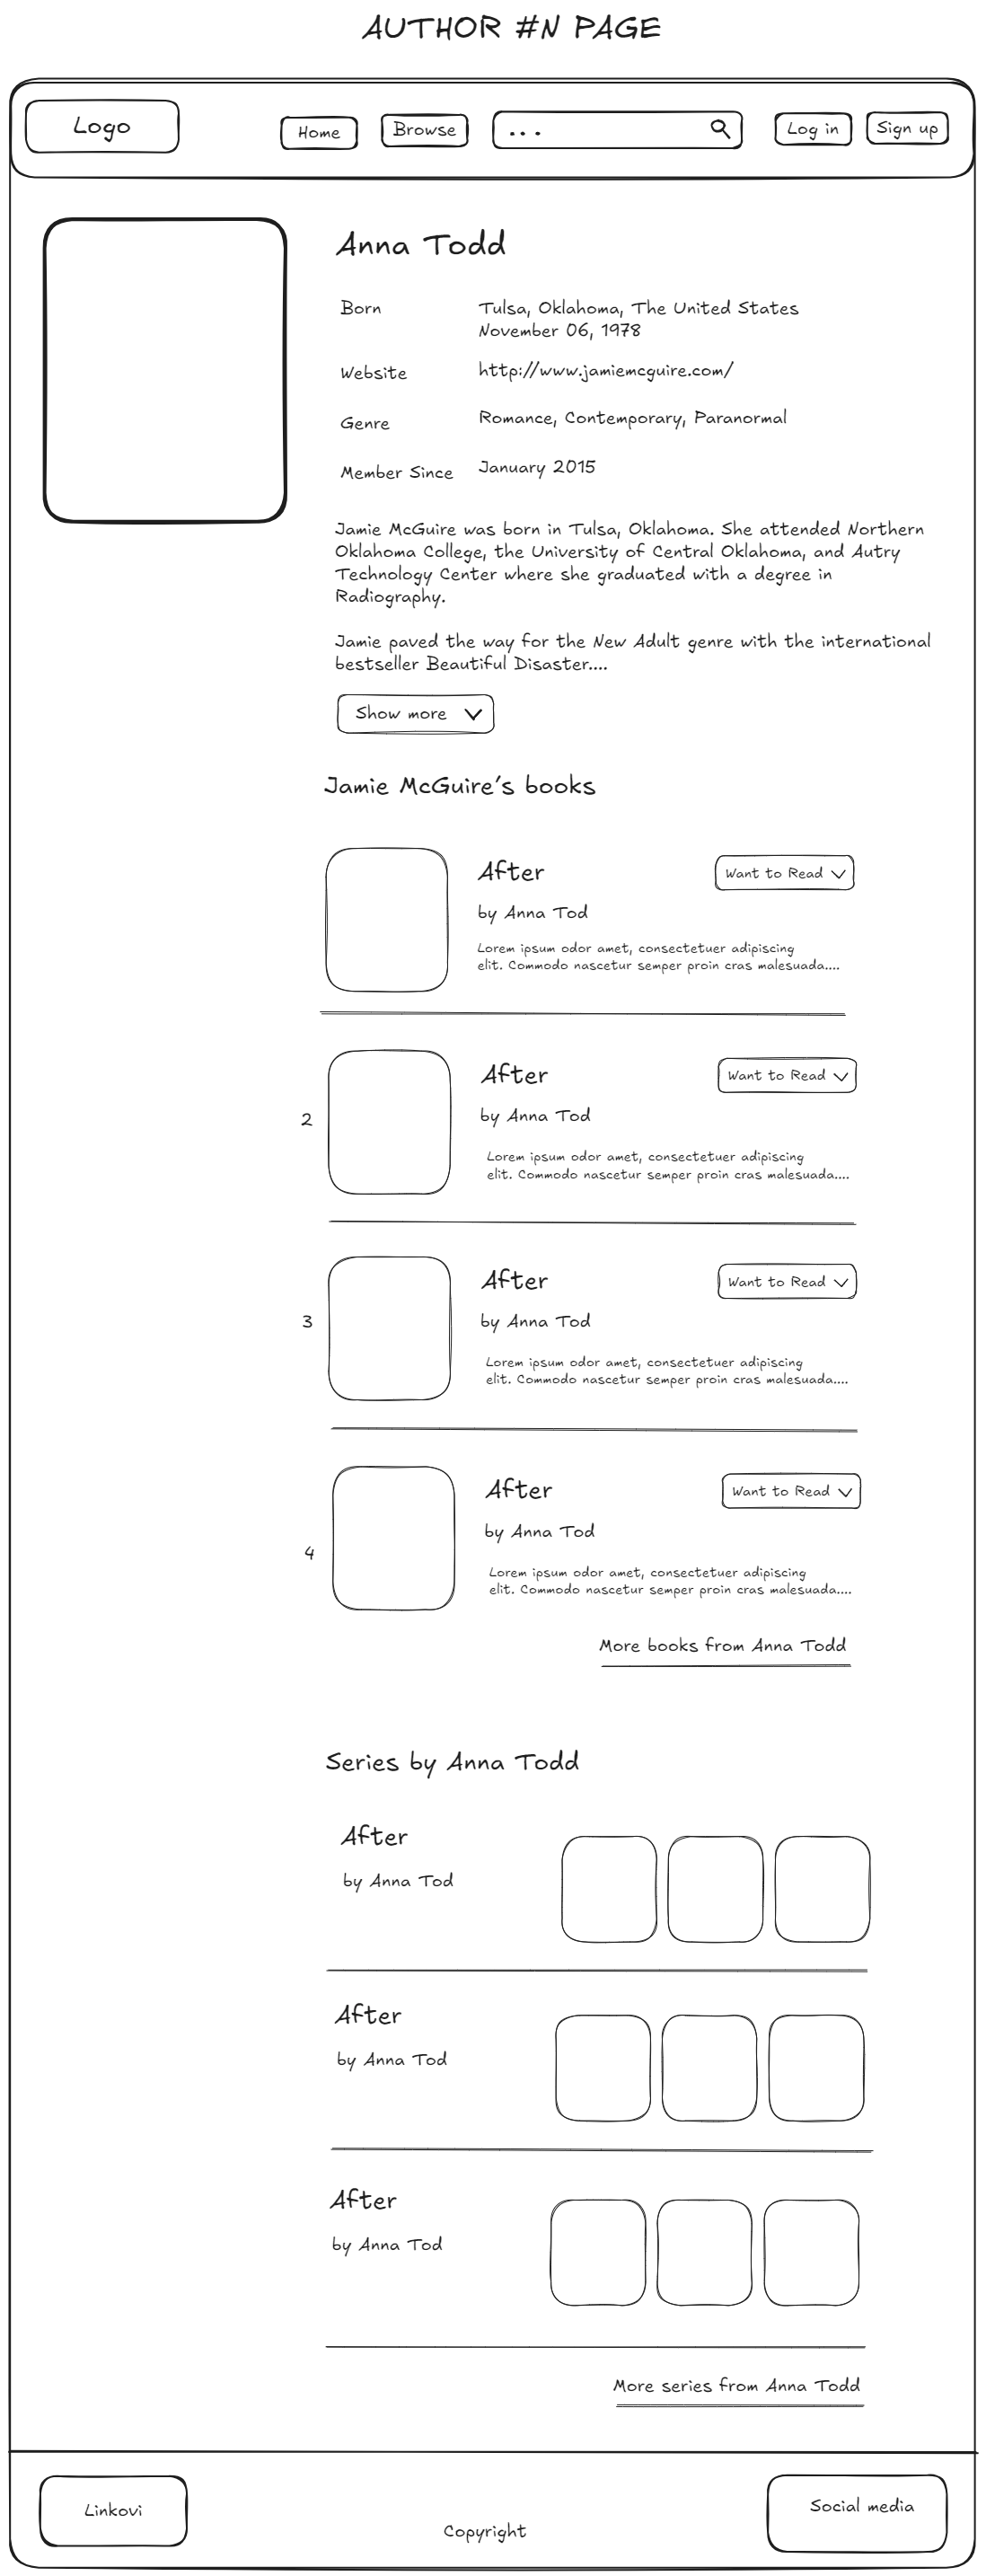 AUTHOR #N PAGE
Logo
Home
Browse
...
Log in
Sign up
Anna Todd
Born
Tulsa, Oklahoma, The United States
November 06, 1978
Website
http://www.jamiemcguire.com/
Genre
Romance, Contemporary, Paranormal
Member Since
January 2015
Jamie McGuire was born in Tulsa, Oklahoma. She attended Northern
Oklahoma College, the University of Central Oklahoma, and Autry
Technology Center where she graduated with a degree in
Radiography.
Jamie paved the way for the New Adult genre with the international
bestseller Beautiful Disaster....
Show more
Jamie McGuire's books
After
Want to Read
by Anna Tod
Lorem ipsum odor amet, consectetuer adipiscing
elit. Commodo nascetur semper proin cras malesuada....
2
After
Want to Read
by Anna Tod
Lorem ipsum odor amet, consectetuer adipiscing
elit. Commodo nascetur semper proin cras malesuada....
3
After
Want to Read
by Anna Tod
Lorem ipsum odor amet, consectetuer adipiscing
elit. Commodo nascetur semper proin cras malesuada....
4
After
Want to Read
by Anna Tod
Lorem ipsum odor amet, consectetuer adipiscing
elit. Commodo nascetur semper proin cras malesuada....
More books from Anna Todd
Series by Anna Todd
After
by Anna Tod
After
by Anna Tod
After
by Anna Tod
More series from Anna Todd
Linkovi
Copyright
Social media